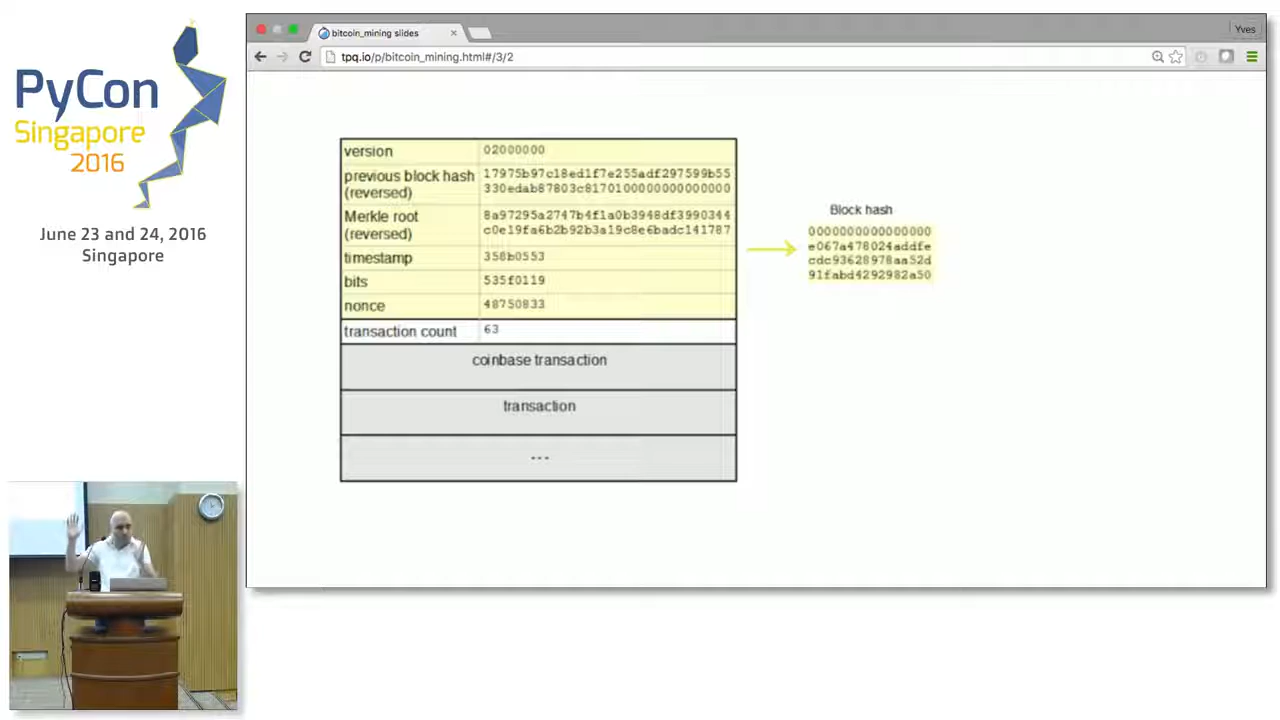 PyCon
Singapore
2016
June 23 and 24, 2016
Singapore
bitcoin_mining slides
Yves
tpq.io/p/bitcoin_mining.html#/3/2
version 02000000
previous block hash 17975b97c18ed1f7e255adf297599b55
(reversed) 330edab87803c8170100000000000000
Merkle root 8a97295a2747b4f1a0b3948df3990344
(reversed) c0e19fa6b2b92b3a19c8e6badc141787
timestamp 358b0553
bits 535f0119
nonce 48750833
transaction count 63
coinbase transaction
transaction
...
Block hash
0000000000000000
e067a478024addfe
cdc93628978aa52d
91fabd4292982a50